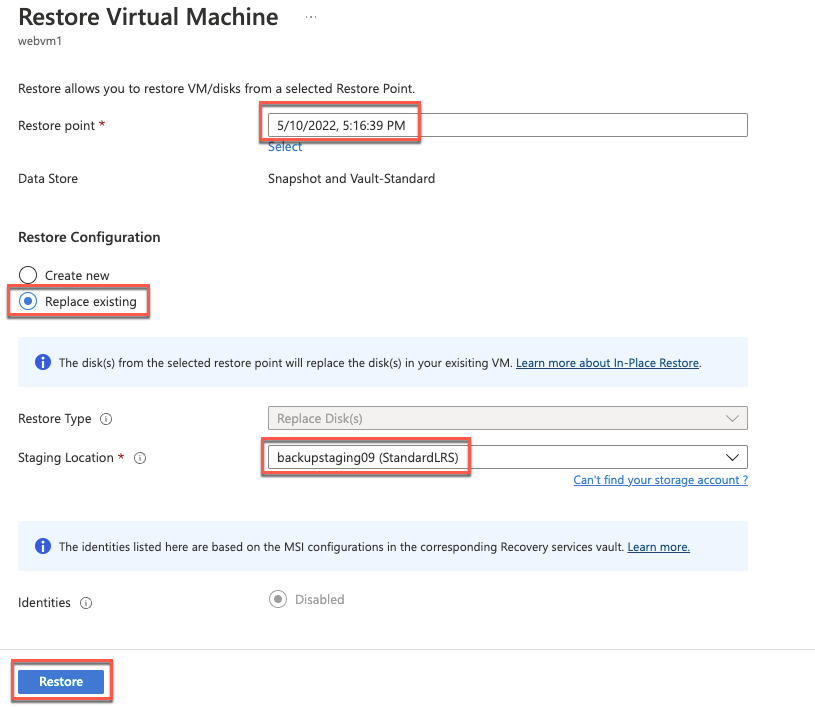 Restore Virtual Machine ...
webvm1
Restore allows you to restore VM/disks from a selected Restore Point.
Restore point * 5/10/2022, 5:16:39 PM
Select
Data Store Snapshot and Vault-Standard
Restore Configuration
Create new
Replace existing
The disk(s) from the selected restore point will replace the disk(s) in your exisiting VM. Learn more about In-Place Restore.
Restore Type Replace Disk(s)
Staging Location * backupstaging09 (StandardLRS)
Can't find your storage account ?
The identities listed here are based on the MSI configurations in the corresponding Recovery services vault. Learn more.
Identities Disabled
Restore